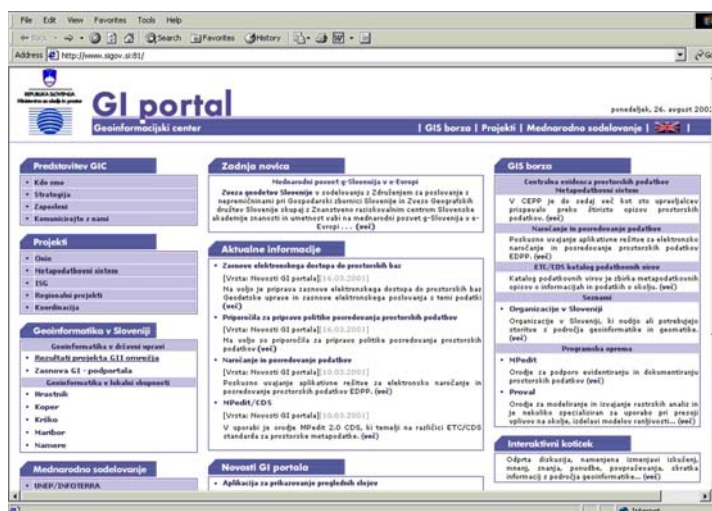 File Edit View Favorites Tools Help
Search Favorites History
Address http://www.sigov.si:81/
REPUBLIKA SLOVENIJA
Ministrstvo za okolje in prostor
GI portal
ponedeljek, 26. avgust 200
Geoinformacijski center
| GIS borza | Projekti | Mednarodno sodelovanje | |
Predstavitev GIC
• Kdo smo
• Strategija
• Zaposleni
• Komunicirajte z nami
Projekti
• Onix
• Metapodatkovni sistem
• ISG
• Regionalni projekti
• Koordinacija
Geoinformatika v Sloveniji
Geoinformatika v državni upravi
• Rezultati projekta GII omrežja
• Zasnova GI - podportala
Geoinformatika v lokalni skupnosti
• Hrastnik
• Koper
• Krško
• Maribor
• Namere
Mednarodno sodelovanje
• UNEP/INFOTERRA
Zadnja novica
Mednarodni posvet g-Slovenija v e-Evropi
Zveza geodetov Slovenije v sodelovanju z Združenjem za poslovanje z
nepremičninami pri Gospodarski zbornici Slovenije in Zvezo Geografskih
društev Slovenije skupaj z Znanstveno raziskovalnim centrom Slovenske
akademije znanosti in umetnost vabi na mednarodni posvet g-Slovenija v e-
Evropi . . . (več)
Aktualne informacije
• Zasnove elektronskega dostopa do prostorskih baz
[Vrsta: Novosti GI portala][16.03.2001]
Na voljo je priprava zasnove elektronskega dostopa do prostorskih baz
Geodetske uprave in zasnove elektronskega poslovanja s temi podatki
(več)
• Priporočila za pripravo politike posredovanja prostorskih podatkov
[Vrsta: Novosti GI portala][16.03.2001]
Na voljo so priporočila za pripravo politike posredovanja prostorskih
podatkov (več)
• Naročanje in posredovanje podatkov
[Vrsta: Novosti GI portala][10.03.2001]
Poskusno uvajanje aplikativne rešitve za elektronsko naročanje in
posredovanje prostorskih podatkov EDPP. (več)
• MPedit/CDS
[Vrsta: Novosti GI portala][10.03.2001]
V uporabi je orodje MPedit 2.0 CDS, ki temelji na različici ETC/CDS
standarda za prostorske metapodatke. (več)
Novosti GI portala
• Aplikacija za prikazovanje preglednih slojev
GIS borza
Centralna evidenca prostorskih podatkov
Metapodatkovni sistem
V CEPP je do sedaj več kot sto upravljalcev
prispevalo preko štiristo opisov prostorskih
podatkov. (več)
Naročanje in posredovanje podatkov
Poskusno uvajanje aplikativne rešitve za elektronsko
naročanje in posredovanje prostorskih podatkov
EDPP. (več)
ETC/CDS katalog podatkovnih virov
Katalog podatkovnih virov je zbirka metapodatkovnih
opisov o informacijah in podatkih o okolju. (več)
Seznami
• Organizacije v Sloveniji
Organizacije v Sloveniji, ki nudijo ali potrebujejo
storitve s področja geoinformatike in geomatike.
(več)
Programska oprema
• MPedit
Orodje za podporo evidentiranju in dokumentiranju
prostorskih podatkov (več)
• Proval
Orodje za modeliranje in izvajanje rastrskih analiz in
je nekoliko specializiran za uporabo pri presoji
vplivov na okolje, izdelavi modelov ranljivosti... (več)
Interaktivni kotiček
Odprta diskusija, namenjena izmenjavi izkušenj,
mnenj, znanja, ponudbe, povpraševanja, skratka
informacij s področja geoinformatike... (več)
Internet